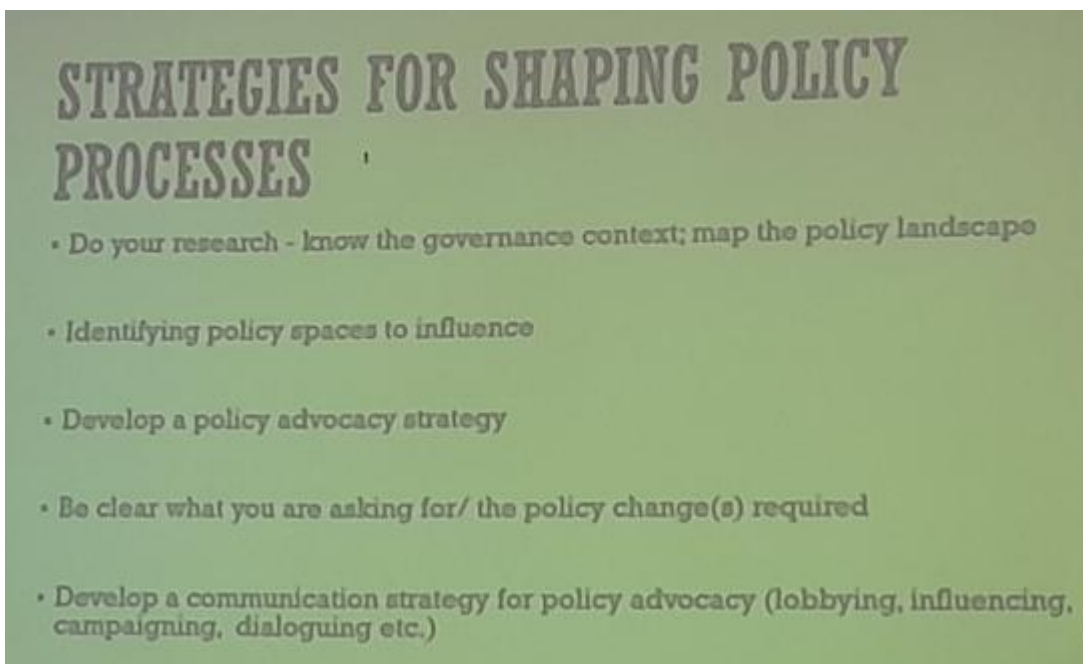 STRATEGIES FOR SHAPING POLICY
PROCESSES
• Do your research - know the governance context; map the policy landscape
• Identifying policy spaces to influence
• Develop a policy advocacy strategy
• Be clear what you are asking for/ the policy change(s) required
• Develop a communication strategy for policy advocacy (lobbying, influencing,
campaigning, dialoguing etc.)